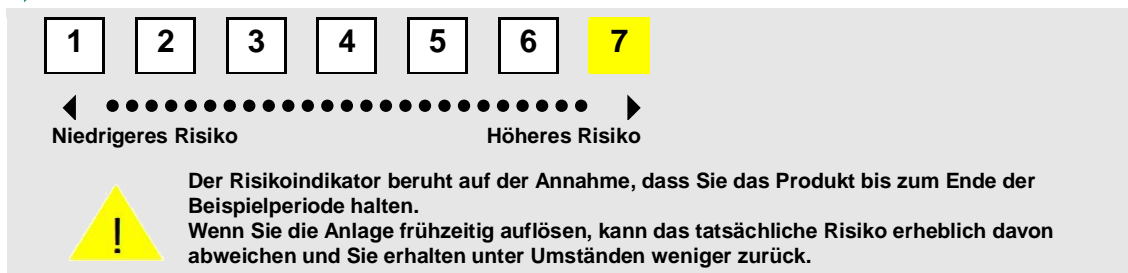 1 2 3 4 5 6 7
Niedrigeres Risiko Höheres Risiko
Der Risikoindikator beruht auf der Annahme, dass Sie das Produkt bis zum Ende der
Beispielperiode halten.
Wenn Sie die Anlage frühzeitig auflösen, kann das tatsächliche Risiko erheblich davon
abweichen und Sie erhalten unter Umständen weniger zurück.
!